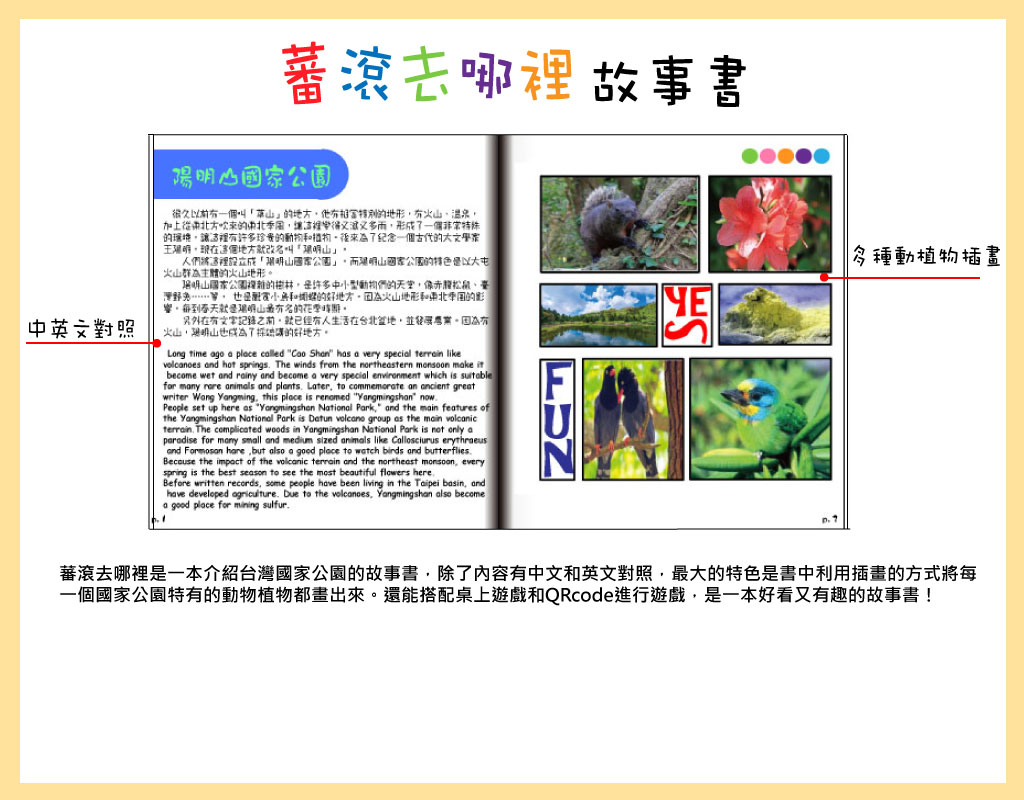 蕃滾去哪裡故事書
陽明山國家公園
很久以前有一個叫「草山」的地方，他有相當特別的地形，有火山、溫泉，
加上從東北方吹來的東北季風，讓這裡變得又溼又多雨，形成了一個非常特殊
的環境，讓這裡有許多珍貴的動物和植物。後來為了紀念一個古代的大文學家
王陽明，現在這個地方就改名叫「陽明山」。
人們將這裡設立成「陽明山國家公園」，而陽明山國家公園的特色是以大屯
火山群為主體的火山地形。
陽明山國家公園複雜的樹林，是許多中小型動物們的天堂，像赤腹松鼠、臺
灣野兔……等， 也是觀賞小鳥和蝴蝶的好地方。因為火山地形和東北季風的影
響，每到春天就是陽明山最有名的花季時期。
另外在有文字記錄之前，就已經有人生活在台北盆地，並發展農業。因為有
火山，陽明山也成為了採硫磺的好地方。
Long time ago a place called "Cao Shan" has a very special terrain like
volcanoes and hot springs. The winds from the northeastern monsoon make it
become wet and rainy and become a very special environment which is suitable
for many rare animals and plants. Later, to commemorate an ancient great
writer Wang Yangming, this place is renamed "Yangmingshan" now.
People set up here as "Yangmingshan National Park," and the main features of
the Yangmingshan National Park is Datun volcano group as the main volcanic
terrain.The complicated woods in Yangmingshan National Park is not only a
paradise for many small and medium sized animals like Callosciurus erythraeus
and Formosan hare ,but also a good place to watch birds and butterflies.
Because the impact of the volcanic terrain and the northeast monsoon, every
spring is the best season to see the most beautiful flowers here.
Before written records, some people have been living in the Taipei basin, and
have developed agriculture. Due to the volcanoes, Yangmingshan also become
a good place for mining sulfur.
p. 1
中英文對照
YES
FUN
p. 2
多種動植物插畫
蕃滾去哪裡是一本介紹台灣國家公園的故事書，除了內容有中文和英文對照，最大的特色是書中利用插畫的方式將每
一個國家公園特有的動物植物都畫出來。還能搭配桌上遊戲和QRcode進行遊戲，是一本好看又有趣的故事書！